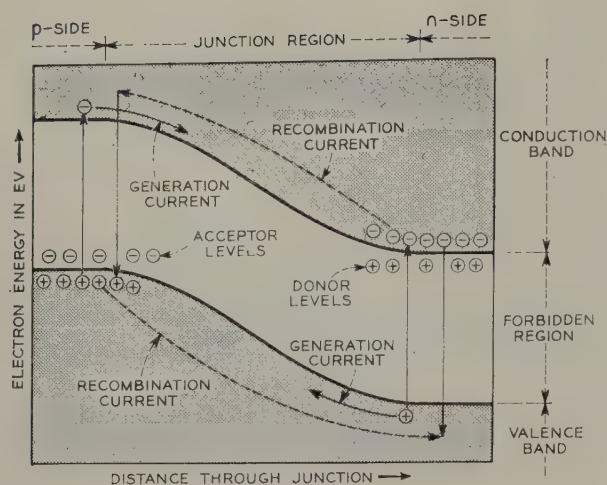 p-SIDE
JUNCTION REGION
n-SIDE
RECOMBINATION
CURRENT
GENERATION
CURRENT
ACCEPTOR
LEVELS
DONOR
LEVELS
GENERATION
CURRENT
RECOMBINATION
CURRENT
ELECTRON ENERGY IN EV
CONDUCTION
BAND
FORBIDDEN
REGION
VALENCE
BAND
DISTANCE THROUGH JUNCTION